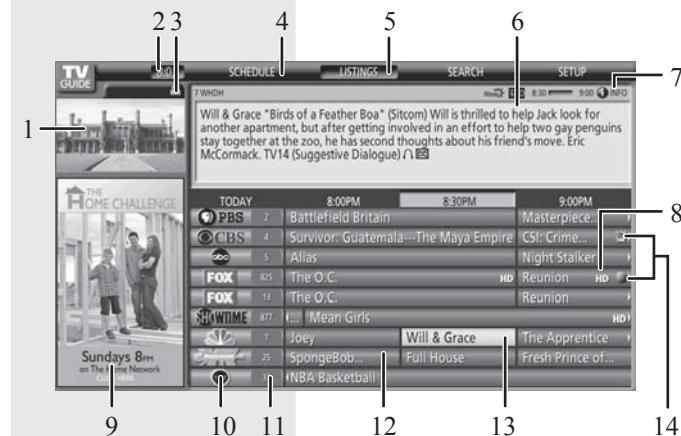 2 3 4 5 6
7
1
8
9 10 11 12 13 14
TV GUIDE
SCHEDULE LISTINGS SEARCH SETUP
7 WHDH 8:30 9:00 INFO
Will & Grace "Birds of a Feather Boa" (Sitcom) Will is thrilled to help Jack look for
another apartment, but after getting involved in an effort to help two gay penguins
stay together at the zoo, he has second thoughts about his friend's move. Eric
McCormack. TV14 (Suggestive Dialogue)
THE
HOME CHALLENGE
Sundays 8PM
on The Home Network
TODAY 8:00PM 8:30PM 9:00PM
PBS 2 Battlefield Britain Masterpiece...
CBS 4 Survivor: Guatemala---The Maya Empire CSI: Crime...
abc 5 Alias Night Stalker
FOX 825 The O.C. HD Reunion HD
FOX 13 The O.C. Reunion
SHOWTIME 877 ... Mean Girls HD
7 Joey Will & Grace The Apprentice
25 SpongeBob... Full House Fresh Prince of...
NBA Basketball